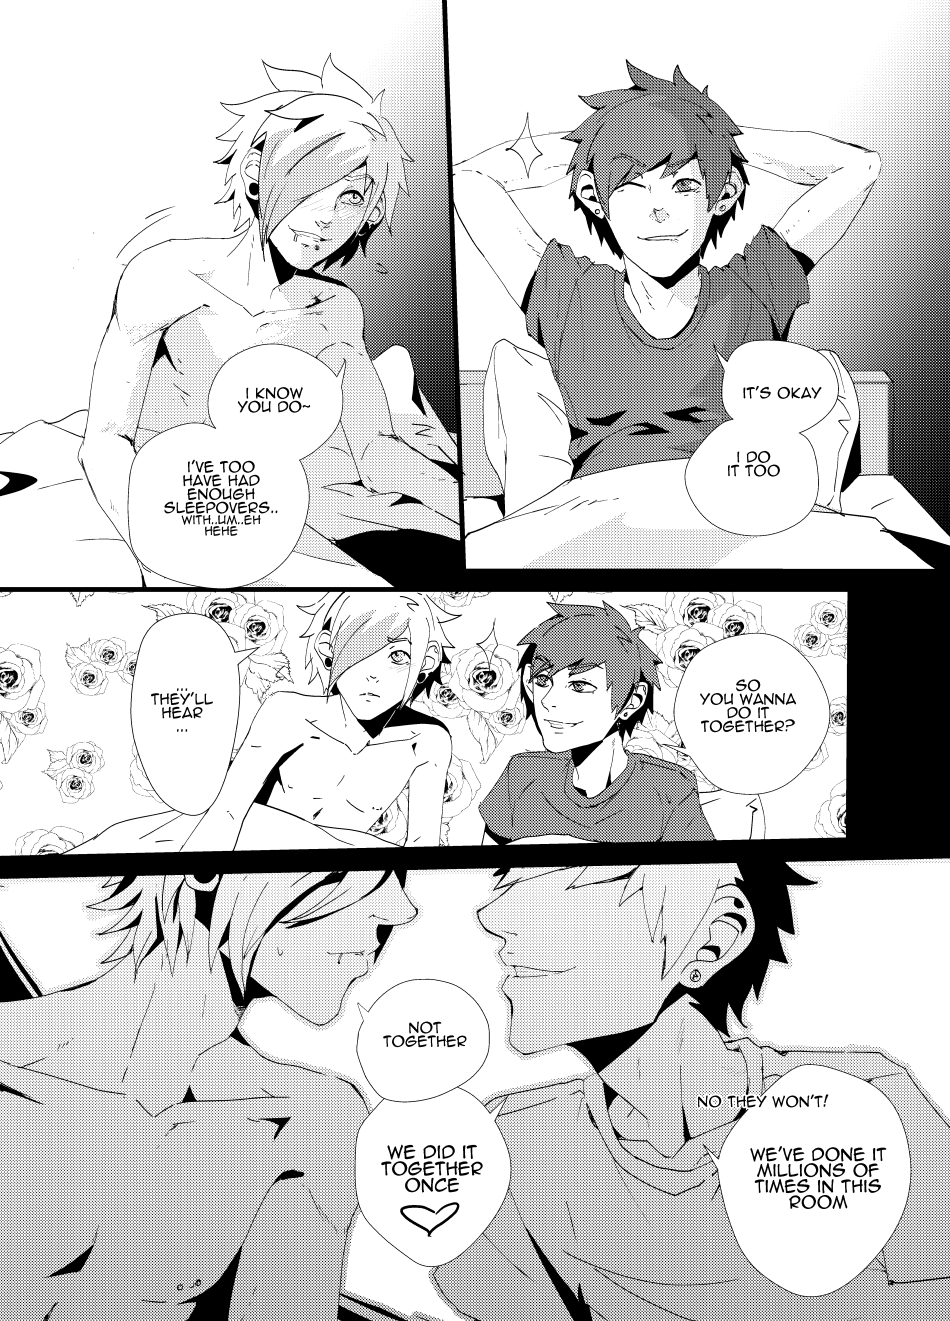 I KNOW
YOU DO~
I'VE TOO
HAVE HAD
ENOUGH
SLEEPOVERS..
WITH..UM..EH
HEHE
IT'S OKAY
I DO
IT TOO
...
THEY'LL
HEAR
...
SO
YOU WANNA
DO IT
TOGETHER?
NOT
TOGETHER
WE DID IT
TOGETHER
ONCE
NO THEY WON'T!
WE'VE DONE IT
MILLIONS OF
TIMES IN THIS
ROOM